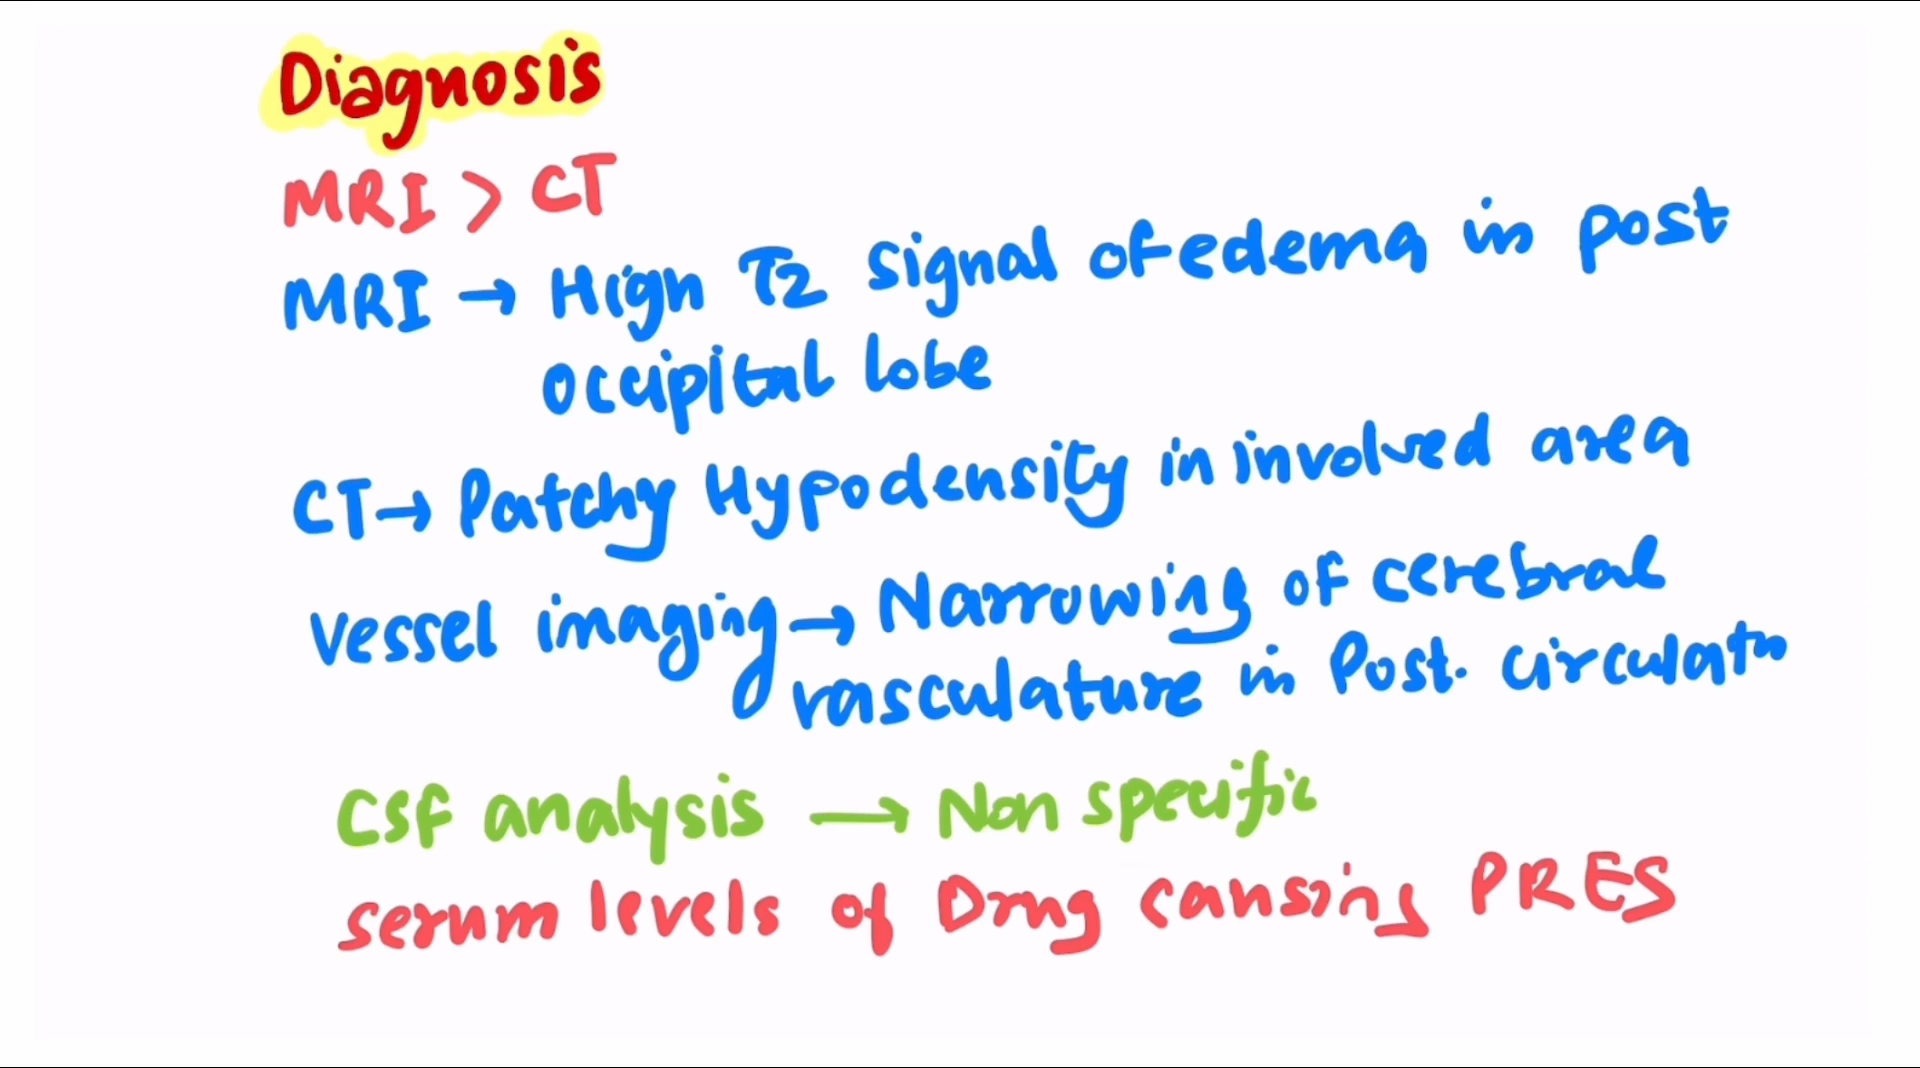 Diagnosis
MRI > CT
MRI → High T2 signal of edema in post
occipital lobe
CT → Patchy Hypodensity in involved area
Vessel imaging → Narrowing of cerebral
vasculature in Post. circulatn
CSF analysis → Non specific
serum levels of Drug causing PRES